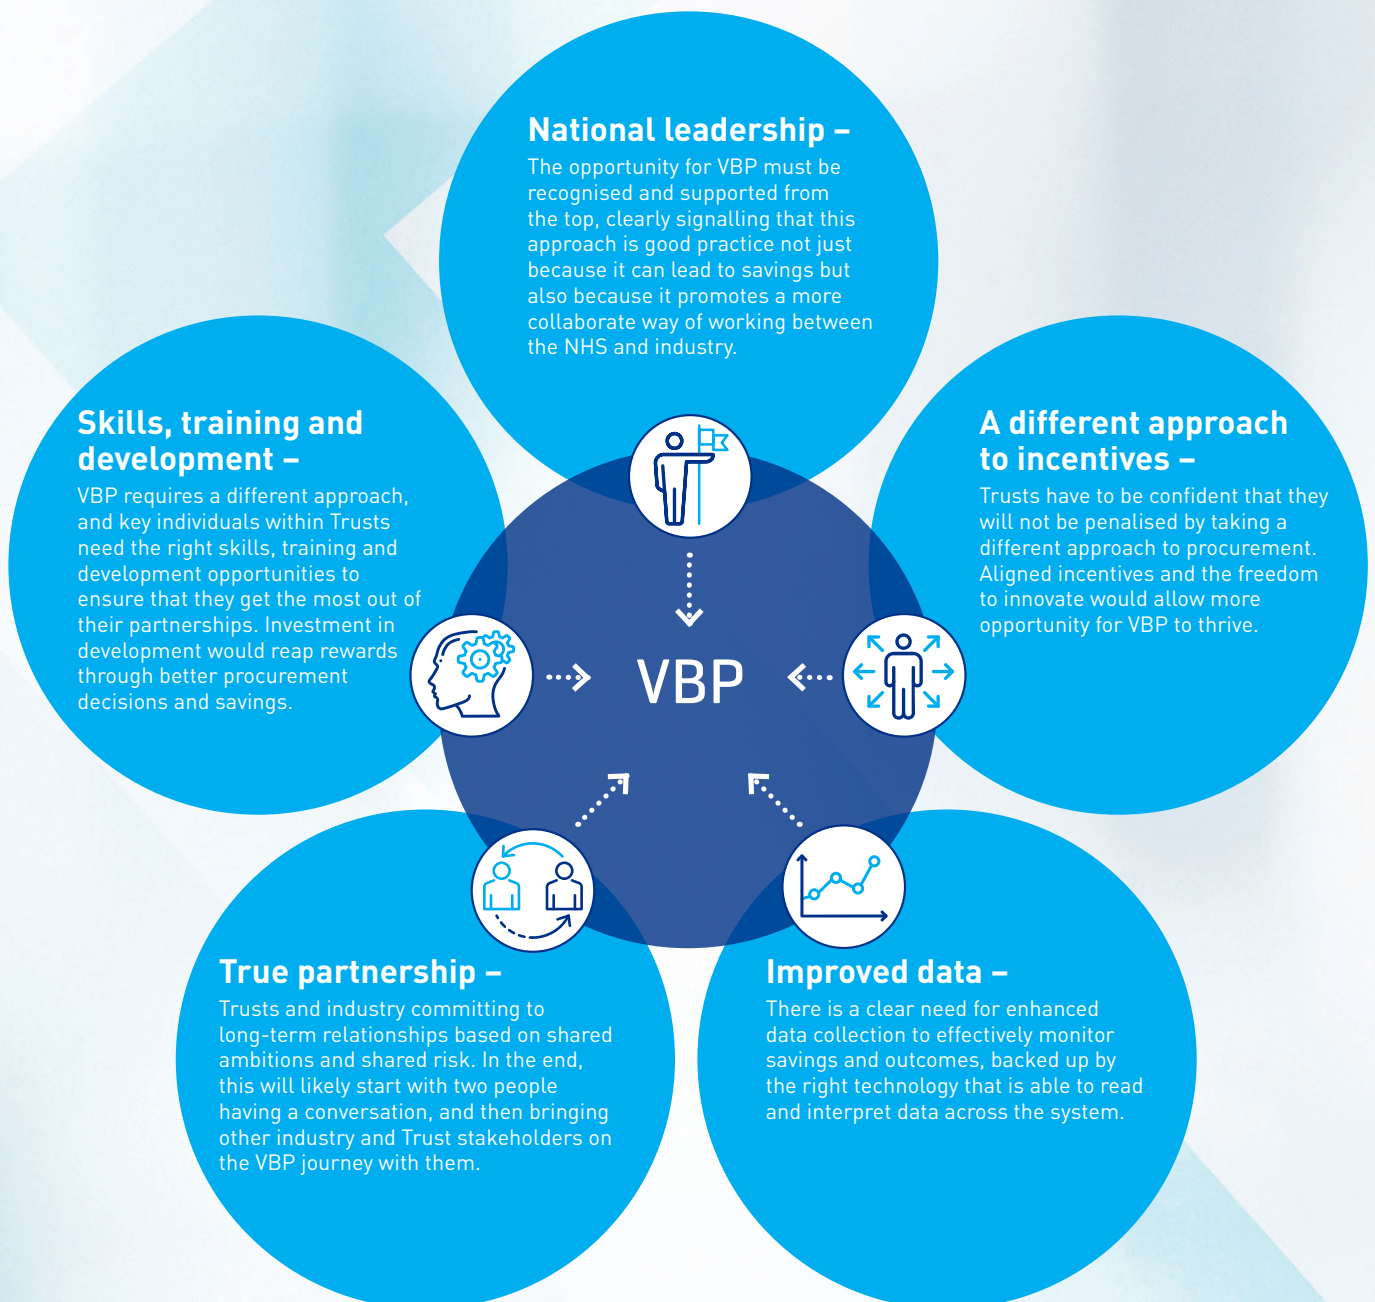 National leadership –
The opportunity for VBP must be
recognised and supported from
the top, clearly signalling that this
approach is good practice not just
because it can lead to savings but
also because it promotes a more
collaborate way of working between
the NHS and industry.
Skills, training and
development –
VBP requires a different approach,
and key individuals within Trusts
need the right skills, training and
development opportunities to
ensure that they get the most out of
their partnerships. Investment in
development would reap rewards
through better procurement
decisions and savings.
A different approach
to incentives –
Trusts have to be confident that they
will not be penalised by taking a
different approach to procurement.
Aligned incentives and the freedom
to innovate would allow more
opportunity for VBP to thrive.
VBP
True partnership –
Trusts and industry committing to
long-term relationships based on shared
ambitions and shared risk. In the end,
this will likely start with two people
having a conversation, and then bringing
other industry and Trust stakeholders on
the VBP journey with them.
Improved data –
There is a clear need for enhanced
data collection to effectively monitor
savings and outcomes, backed up by
the right technology that is able to read
and interpret data across the system.